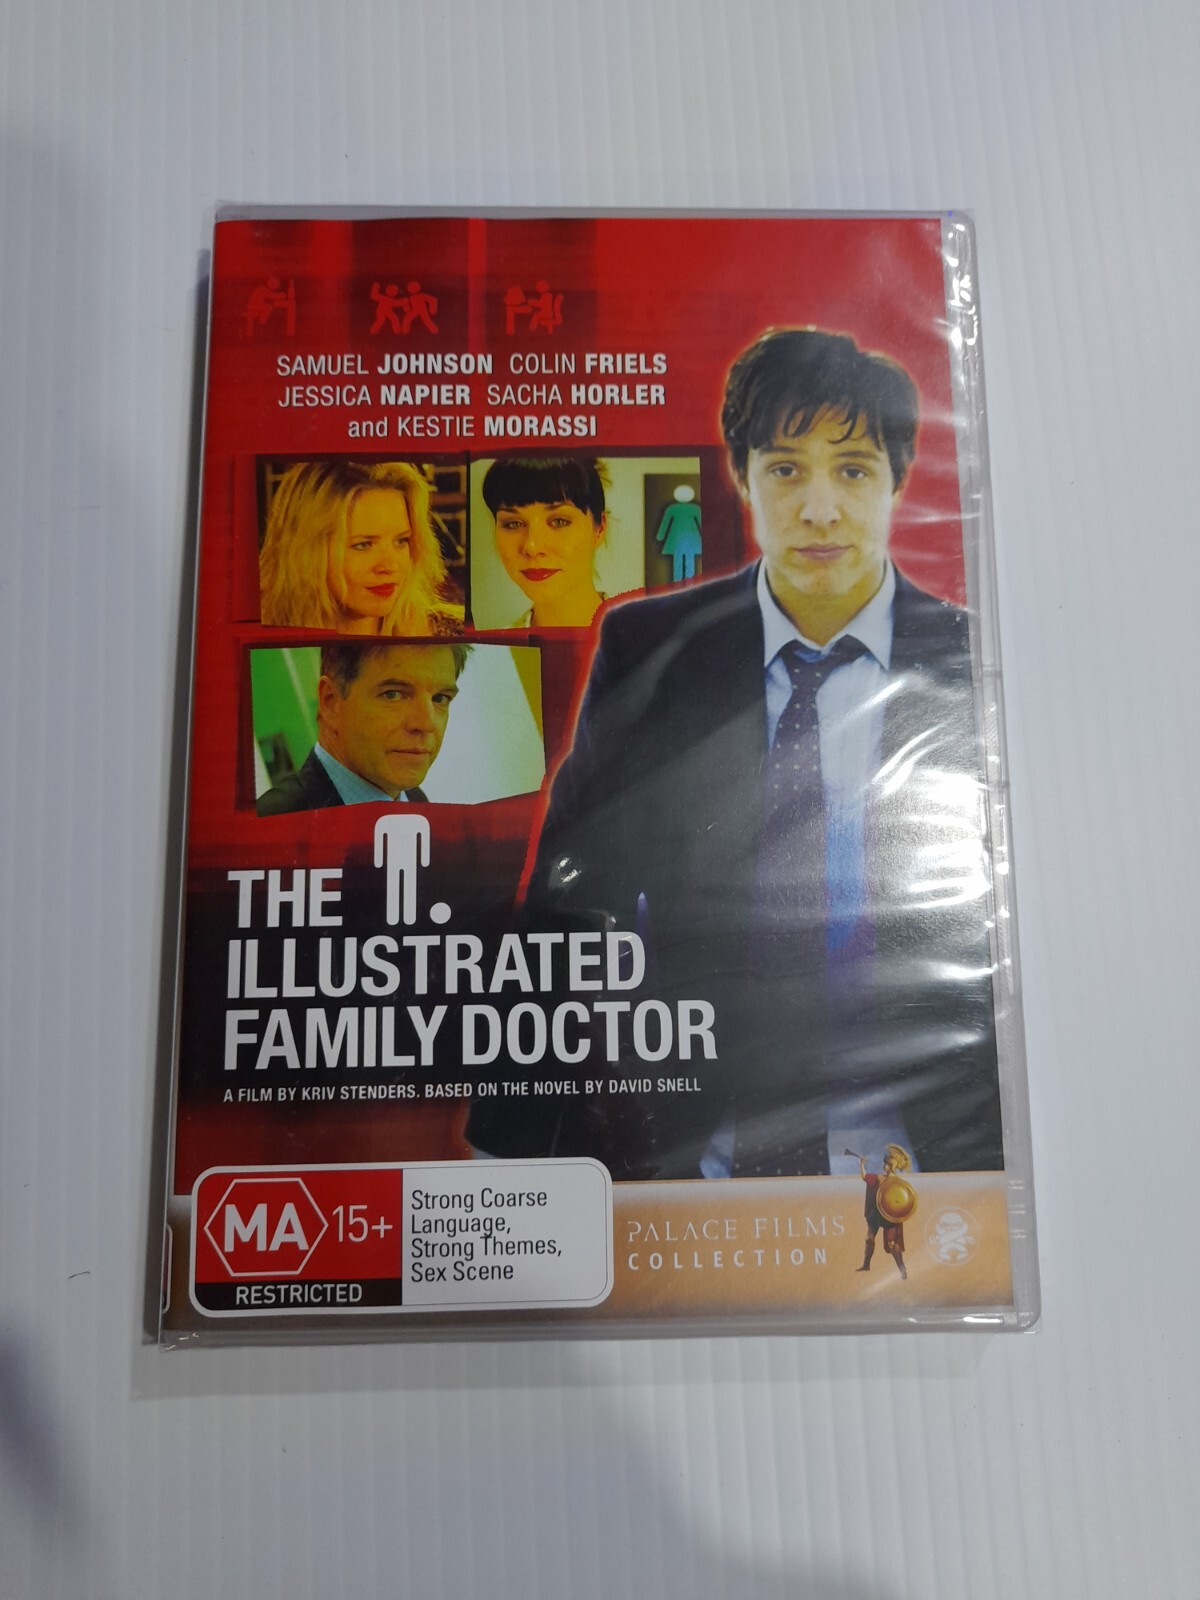 SAMUEL JOHNSON COLIN FRIELS
JESSICA NAPIER SACHA HORLER
and KESTIE MORASSI
THE
ILLUSTRATED
FAMILY DOCTOR
A FILM BY KRIV STENDERS. BASED ON THE NOVEL BY DAVID SNELL
MA 15+
RESTRICTED
Strong Coarse
Language,
Strong Themes,
Sex Scene
PALACE FILMS
COLLECTION